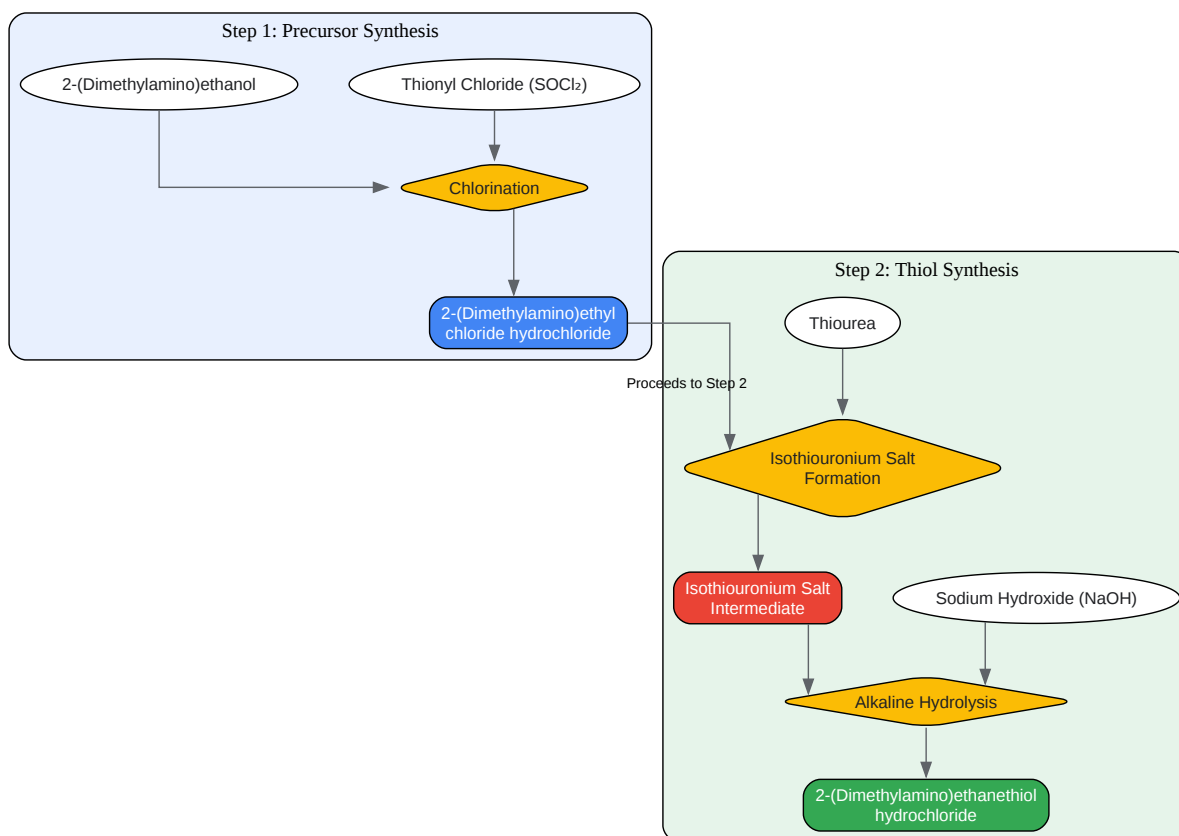 Step 1: Precursor Synthesis
2-(Dimethylamino)ethanol
Thionyl Chloride (SOCl₂)
Chlorination
2-(Dimethylamino)ethyl
chloride hydrochloride
Proceeds to Step 2
Step 2: Thiol Synthesis
Thiourea
Isothiouronium Salt
Formation
Isothiouronium Salt
Intermediate
Sodium Hydroxide (NaOH)
Alkaline Hydrolysis
2-(Dimethylamino)ethanethiol
hydrochloride